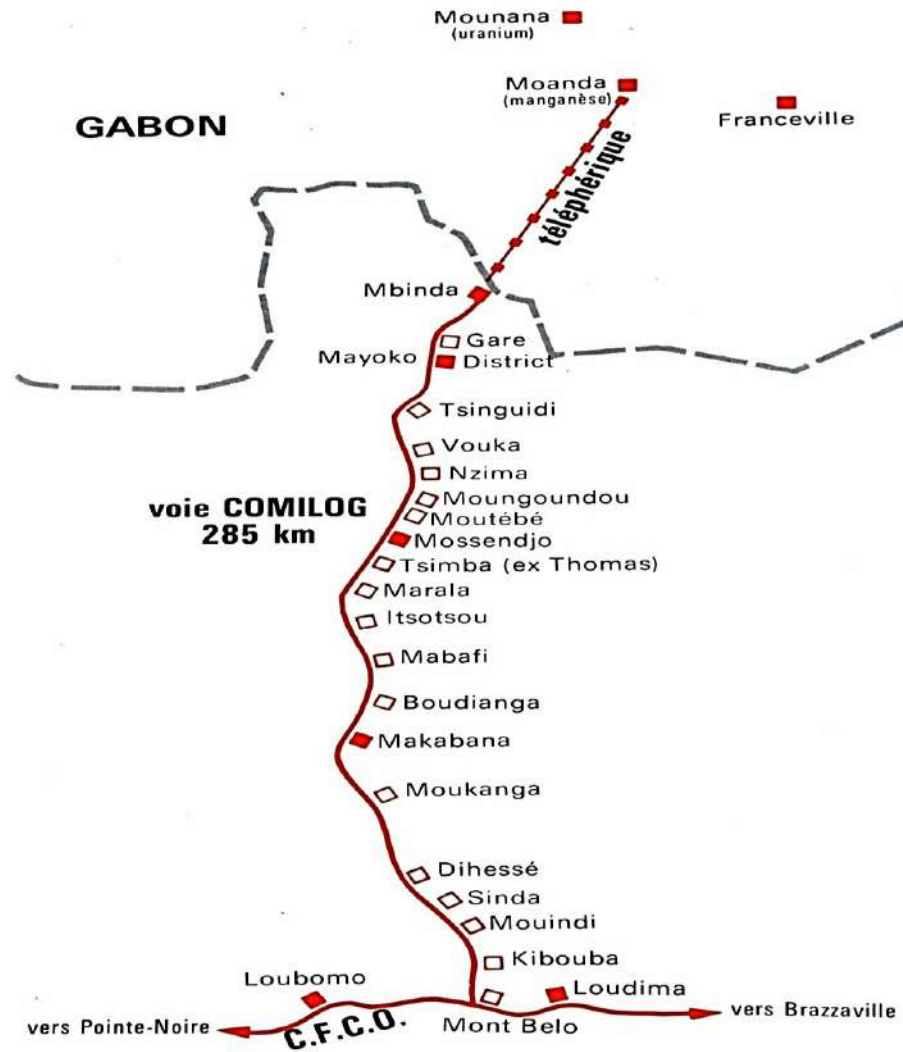 Mounana
(uranium)
Moanda
(manganèse)
GABON
Franceville
téléphérique
Mbinda
Gare
Mayoko
District
Tsinguidi
Vouka
Nzima
voie COMILOG
285 km
Moungoundou
Moutébé
Mossendjo
Tsimba (ex Thomas)
Marala
Itsotsou
Mabafi
Boudianga
Makabana
Moukanga
Dihessé
Sinda
Mouindi
Kibouba
Loubomo
Loudima
vers Pointe-Noire
C.F.C.O.
Mont Belo
vers Brazzaville